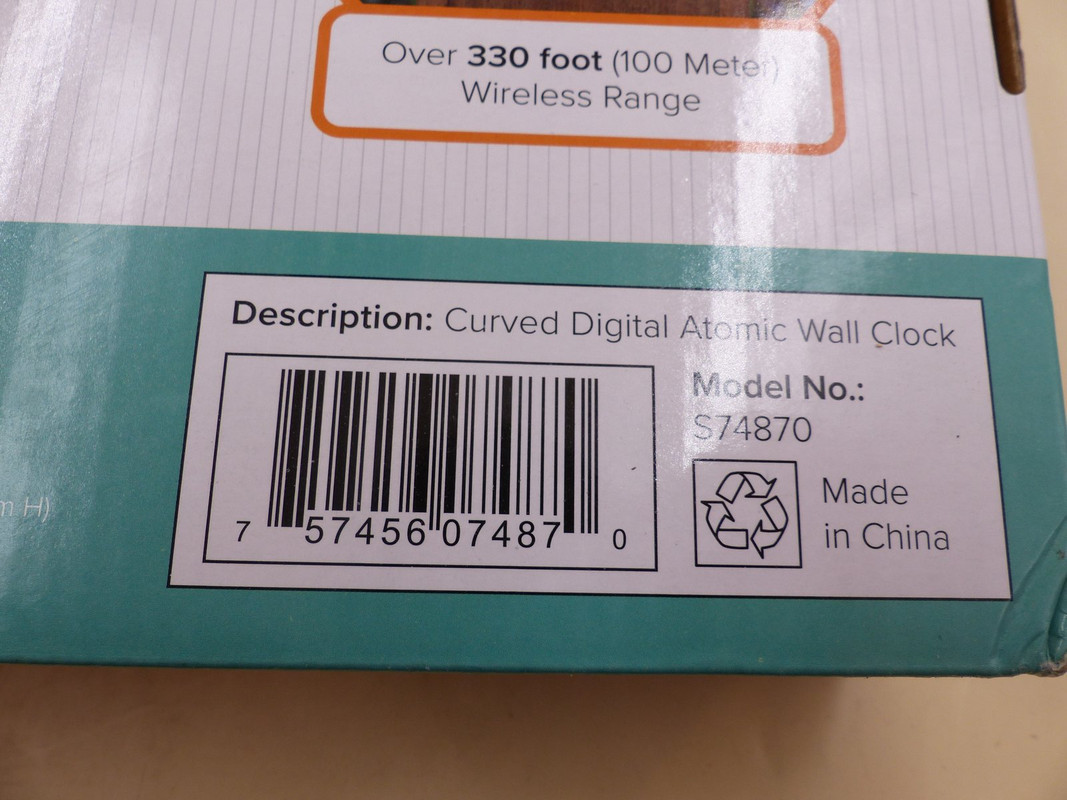 Over 330 foot (100 Meter)
Wireless Range
Description: Curved Digital Atomic Wall Clock
Model No.:
S74870
7 57456 07487 0
Made
in China
m H)